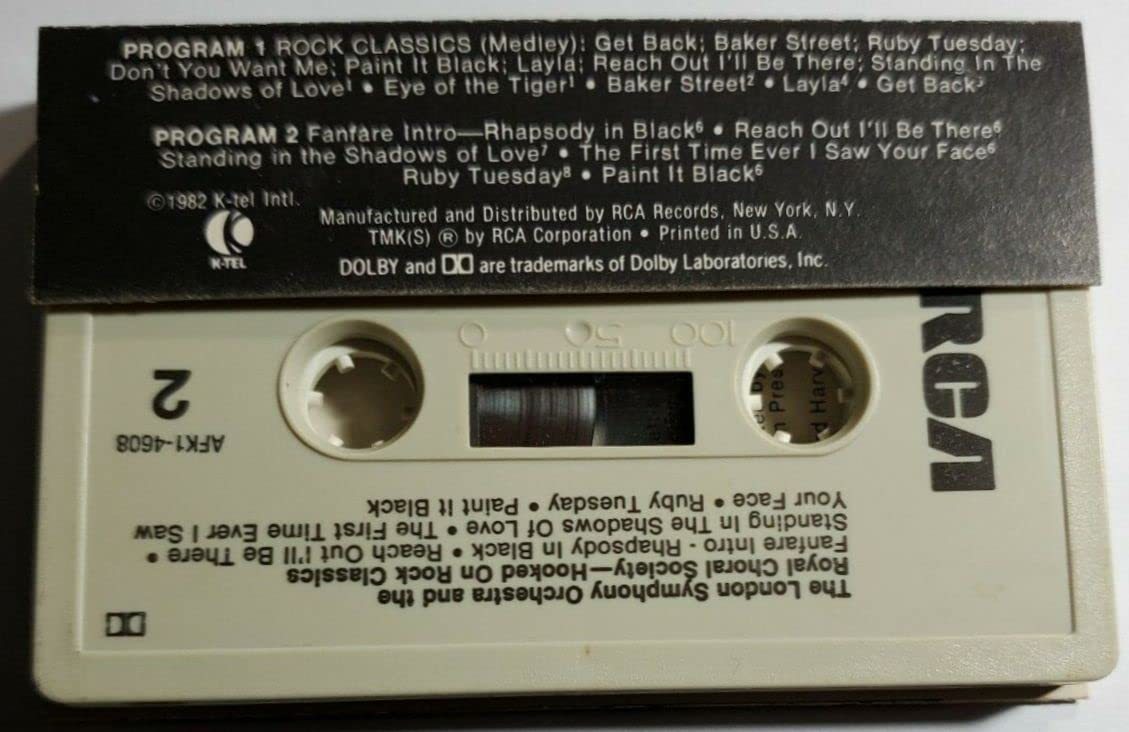 PROGRAM 1 ROCK CLASSICS (Medley): Get Back; Baker Street; Ruby Tuesday;
Don't You Want Me; Paint It Black; Layla; Reach Out I'll Be There; Standing In The
Shadows of Love¹ • Eye of the Tiger¹ • Baker Street² • Layla⁴ • Get Back³
PROGRAM 2 Fanfare Intro—Rhapsody in Black⁶ • Reach Out I'll Be There⁶
Standing in the Shadows of Love⁷ • The First Time Ever I Saw Your Face⁶
Ruby Tuesday⁸ • Paint It Black⁶
©1982 K-tel Intl.
K-TEL
Manufactured and Distributed by RCA Records, New York, N.Y.
TMK(S) ® by RCA Corporation • Printed in U.S.A.
DOLBY and DD are trademarks of Dolby Laboratories, Inc.
RCA
100 50 0
2
AFK1-4608
The London Symphony Orchestra and the
Royal Choral Society—Hooked On Rock Classics
Fanfare Intro - Rhapsody In Black • Reach Out I'll Be There •
Standing In The Shadows Of Love • The First Time Ever I Saw
Your Face • Ruby Tuesday • Paint It Black